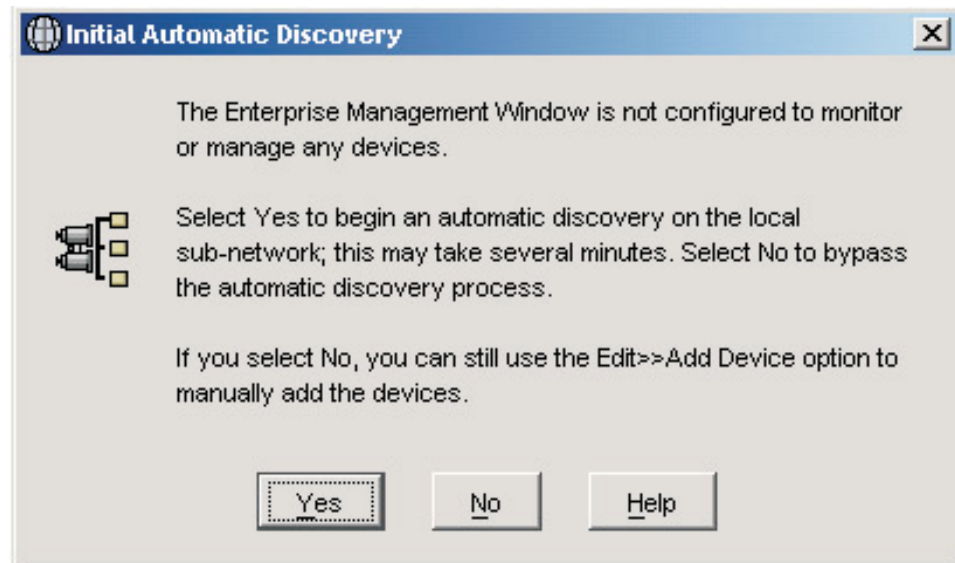 Initial Automatic Discovery
The Enterprise Management Window is not configured to monitor
or manage any devices.
Select Yes to begin an automatic discovery on the local
sub-network; this may take several minutes. Select No to bypass
the automatic discovery process.
If you select No, you can still use the Edit>>Add Device option to
manually add the devices.
Yes No Help